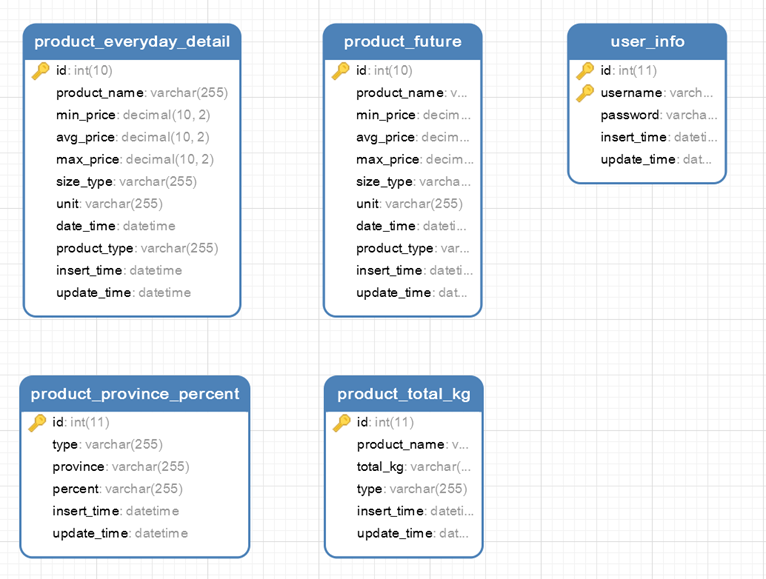 product_everyday_detail
id: int(10)
product_name: varchar(255)
min_price: decimal(10, 2)
avg_price: decimal(10, 2)
max_price: decimal(10, 2)
size_type: varchar(255)
unit: varchar(255)
date_time: datetime
product_type: varchar(255)
insert_time: datetime
update_time: datetime
product_future
id: int(10)
product_name: v...
min_price: decim...
avg_price: decim...
max_price: decim...
size_type: varcha...
unit: varchar(255)
date_time: dateti...
product_type: var...
insert_time: dateti...
update_time: dat...
user_info
id: int(11)
username: varch...
password: varcha...
insert_time: dateti...
update_time: dat...
product_province_percent
id: int(11)
type: varchar(255)
province: varchar(255)
percent: varchar(255)
insert_time: datetime
update_time: datetime
product_total_kg
id: int(11)
product_name: v...
total_kg: varchar(...
type: varchar(255)
insert_time: dateti...
update_time: dat...